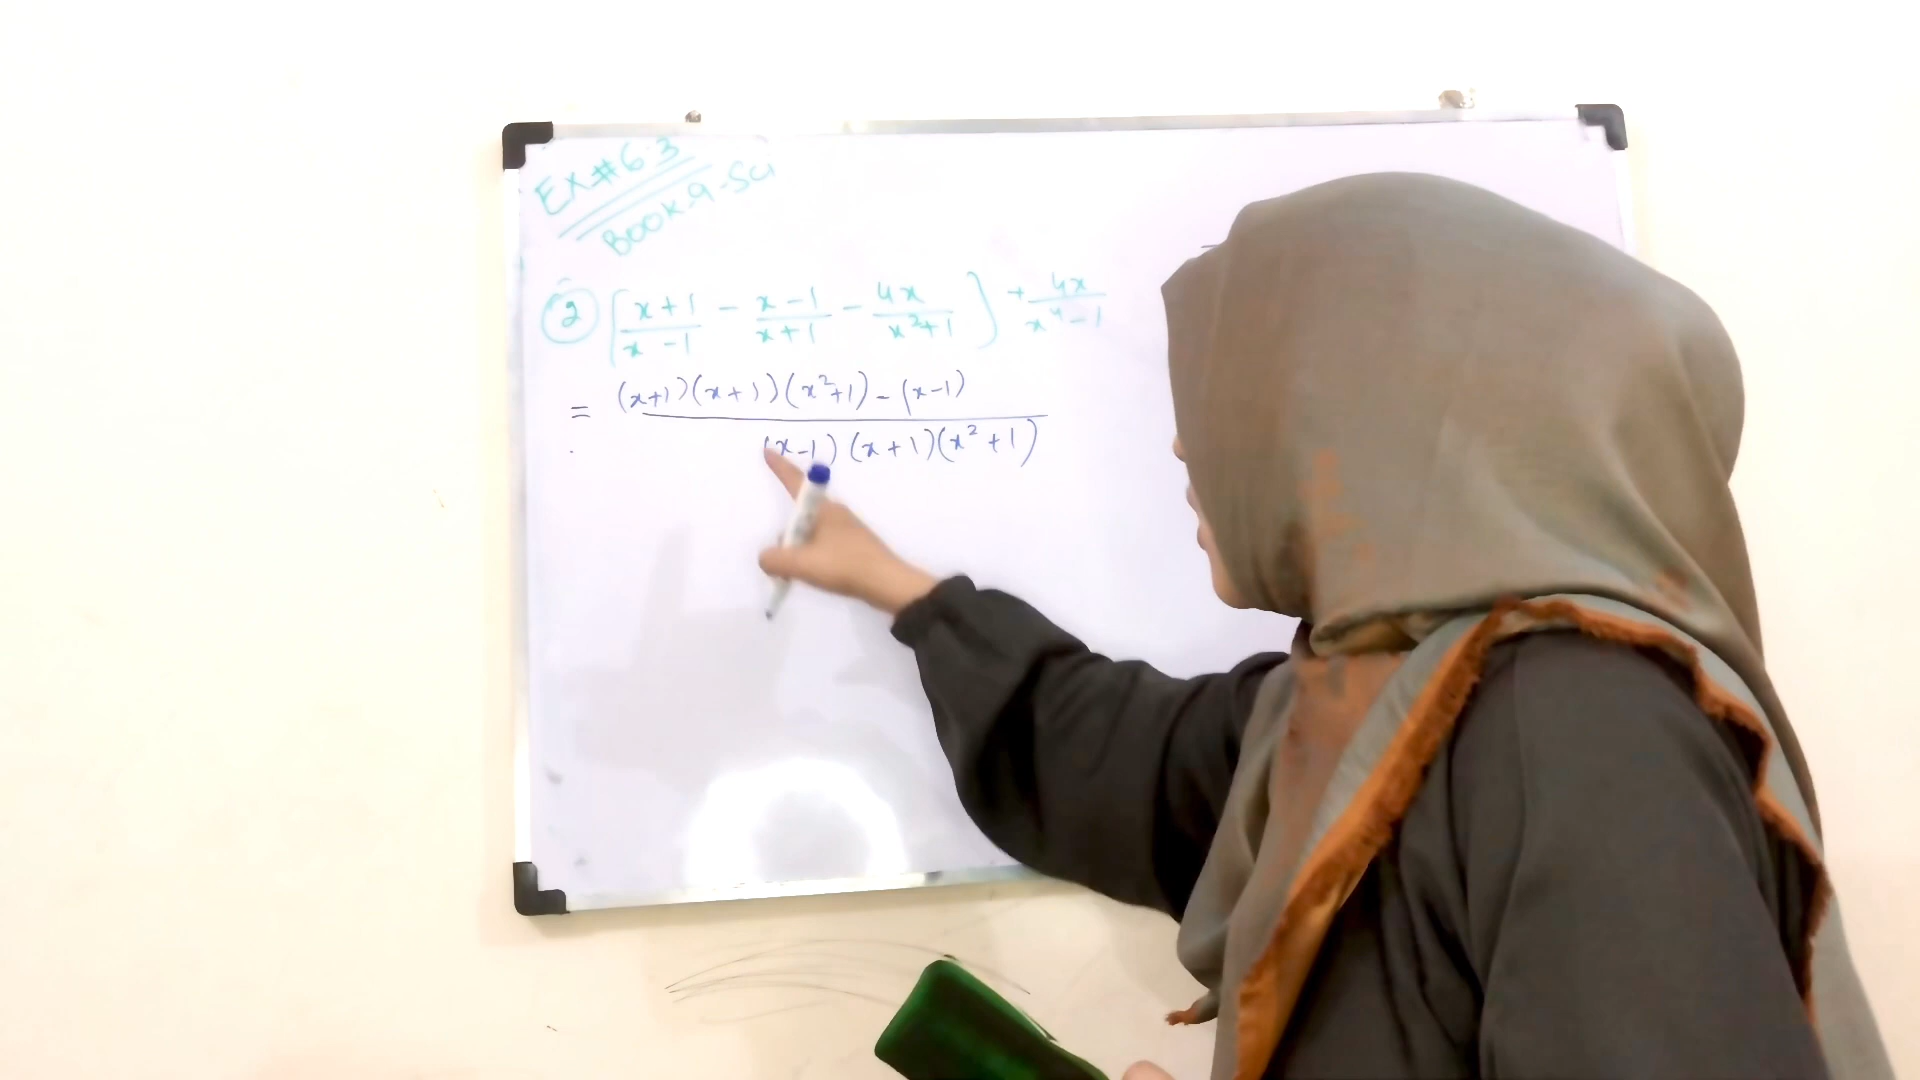 EX#6.3
BOOK-9-Sci
2 [x+1/x-1 - x-1/x+1 - 4x/x²+1] + 4x/x⁴-1
= (x+1)(x+1)(x²+1)-(x-1)
(x-1)(x+1)(x²+1)